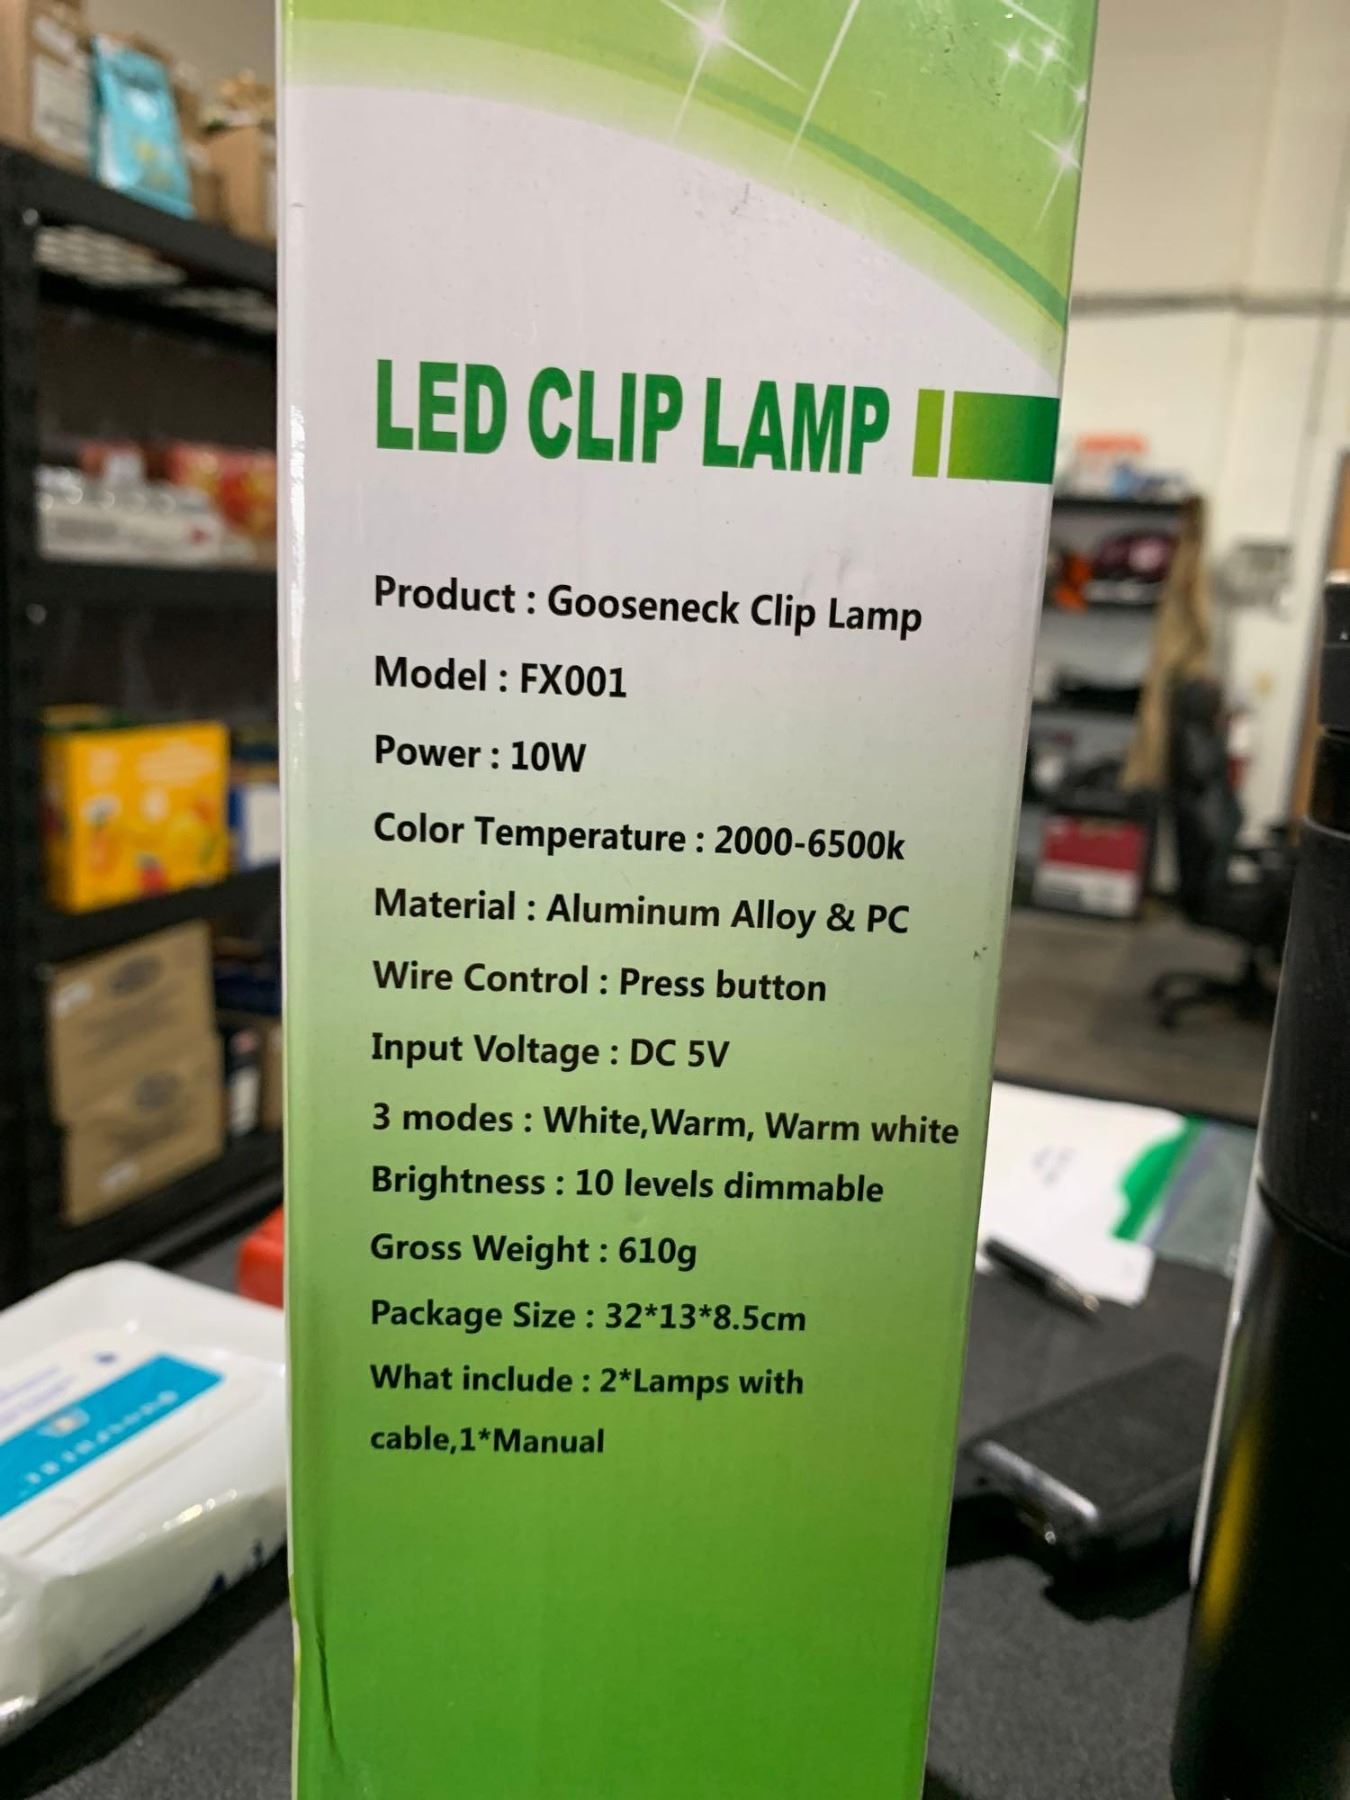 LED CLIP LAMP
Product : Gooseneck Clip Lamp
Model : FX001
Power : 10W
Color Temperature : 2000-6500k
Material : Aluminum Alloy & PC
Wire Control : Press button
Input Voltage : DC 5V
3 modes : White,Warm, Warm white
Brightness : 10 levels dimmable
Gross Weight : 610g
Package Size : 32*13*8.5cm
What include : 2*Lamps with
cable,1*Manual